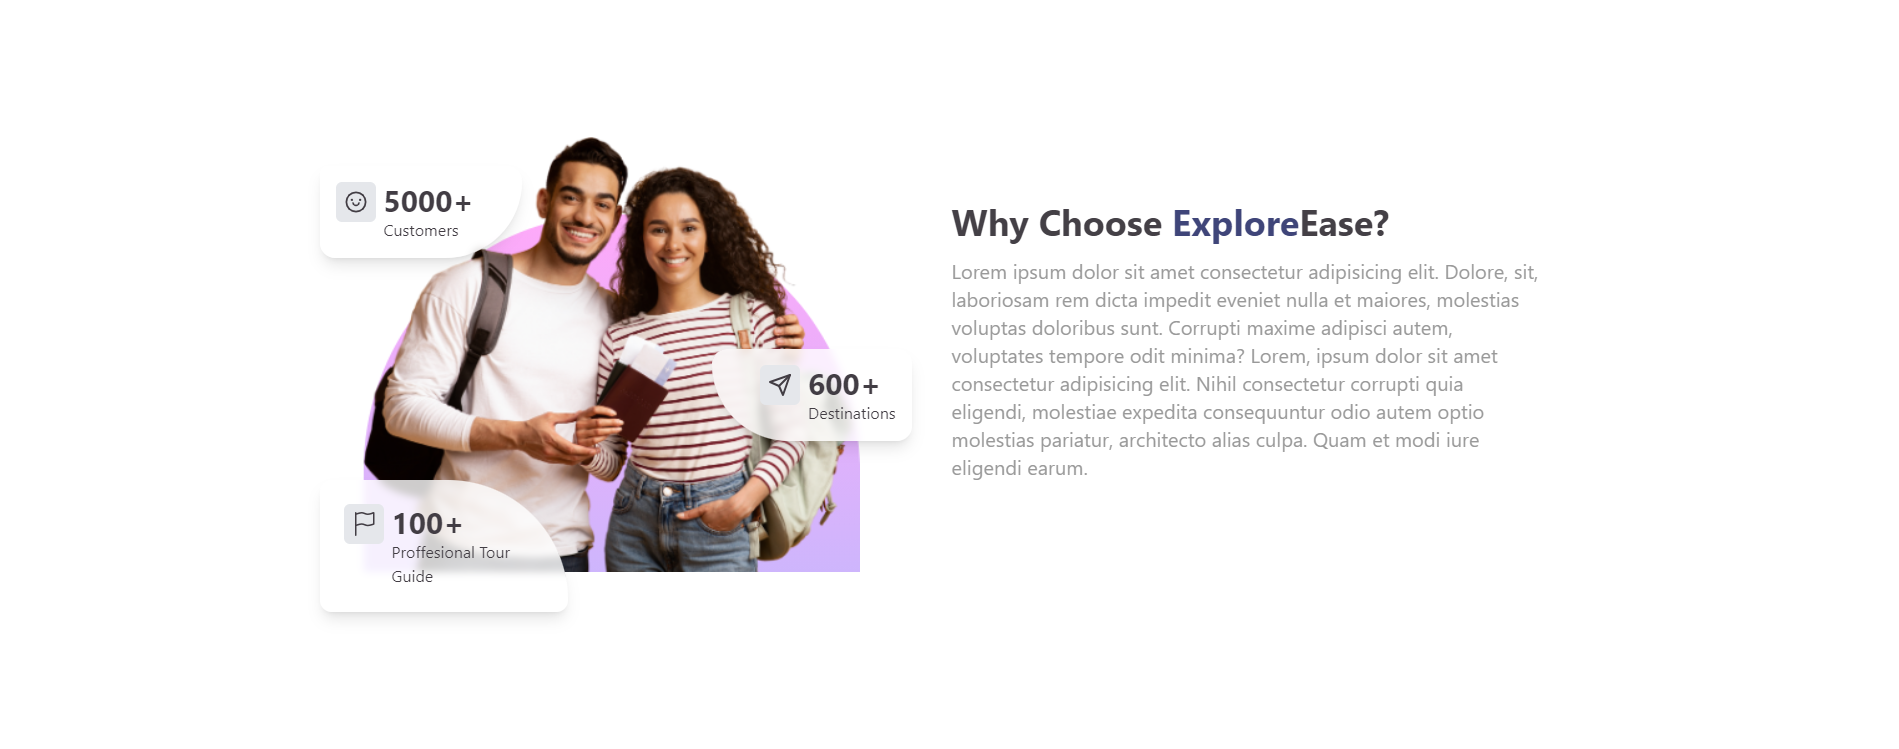 5000+
Customers
600+
Destinations
100+
Proffesional Tour
Guide
Why Choose ExploreEase?
Lorem ipsum dolor sit amet consectetur adipisicing elit. Dolore, sit,
laboriosam rem dicta impedit eveniet nulla et maiores, molestias
voluptas doloribus sunt. Corrupti maxime adipisci autem,
voluptates tempore odit minima? Lorem, ipsum dolor sit amet
consectetur adipisicing elit. Nihil consectetur corrupti quia
eligendi, molestiae expedita consequuntur odio autem optio
molestias pariatur, architecto alias culpa. Quam et modi iure
eligendi earum.